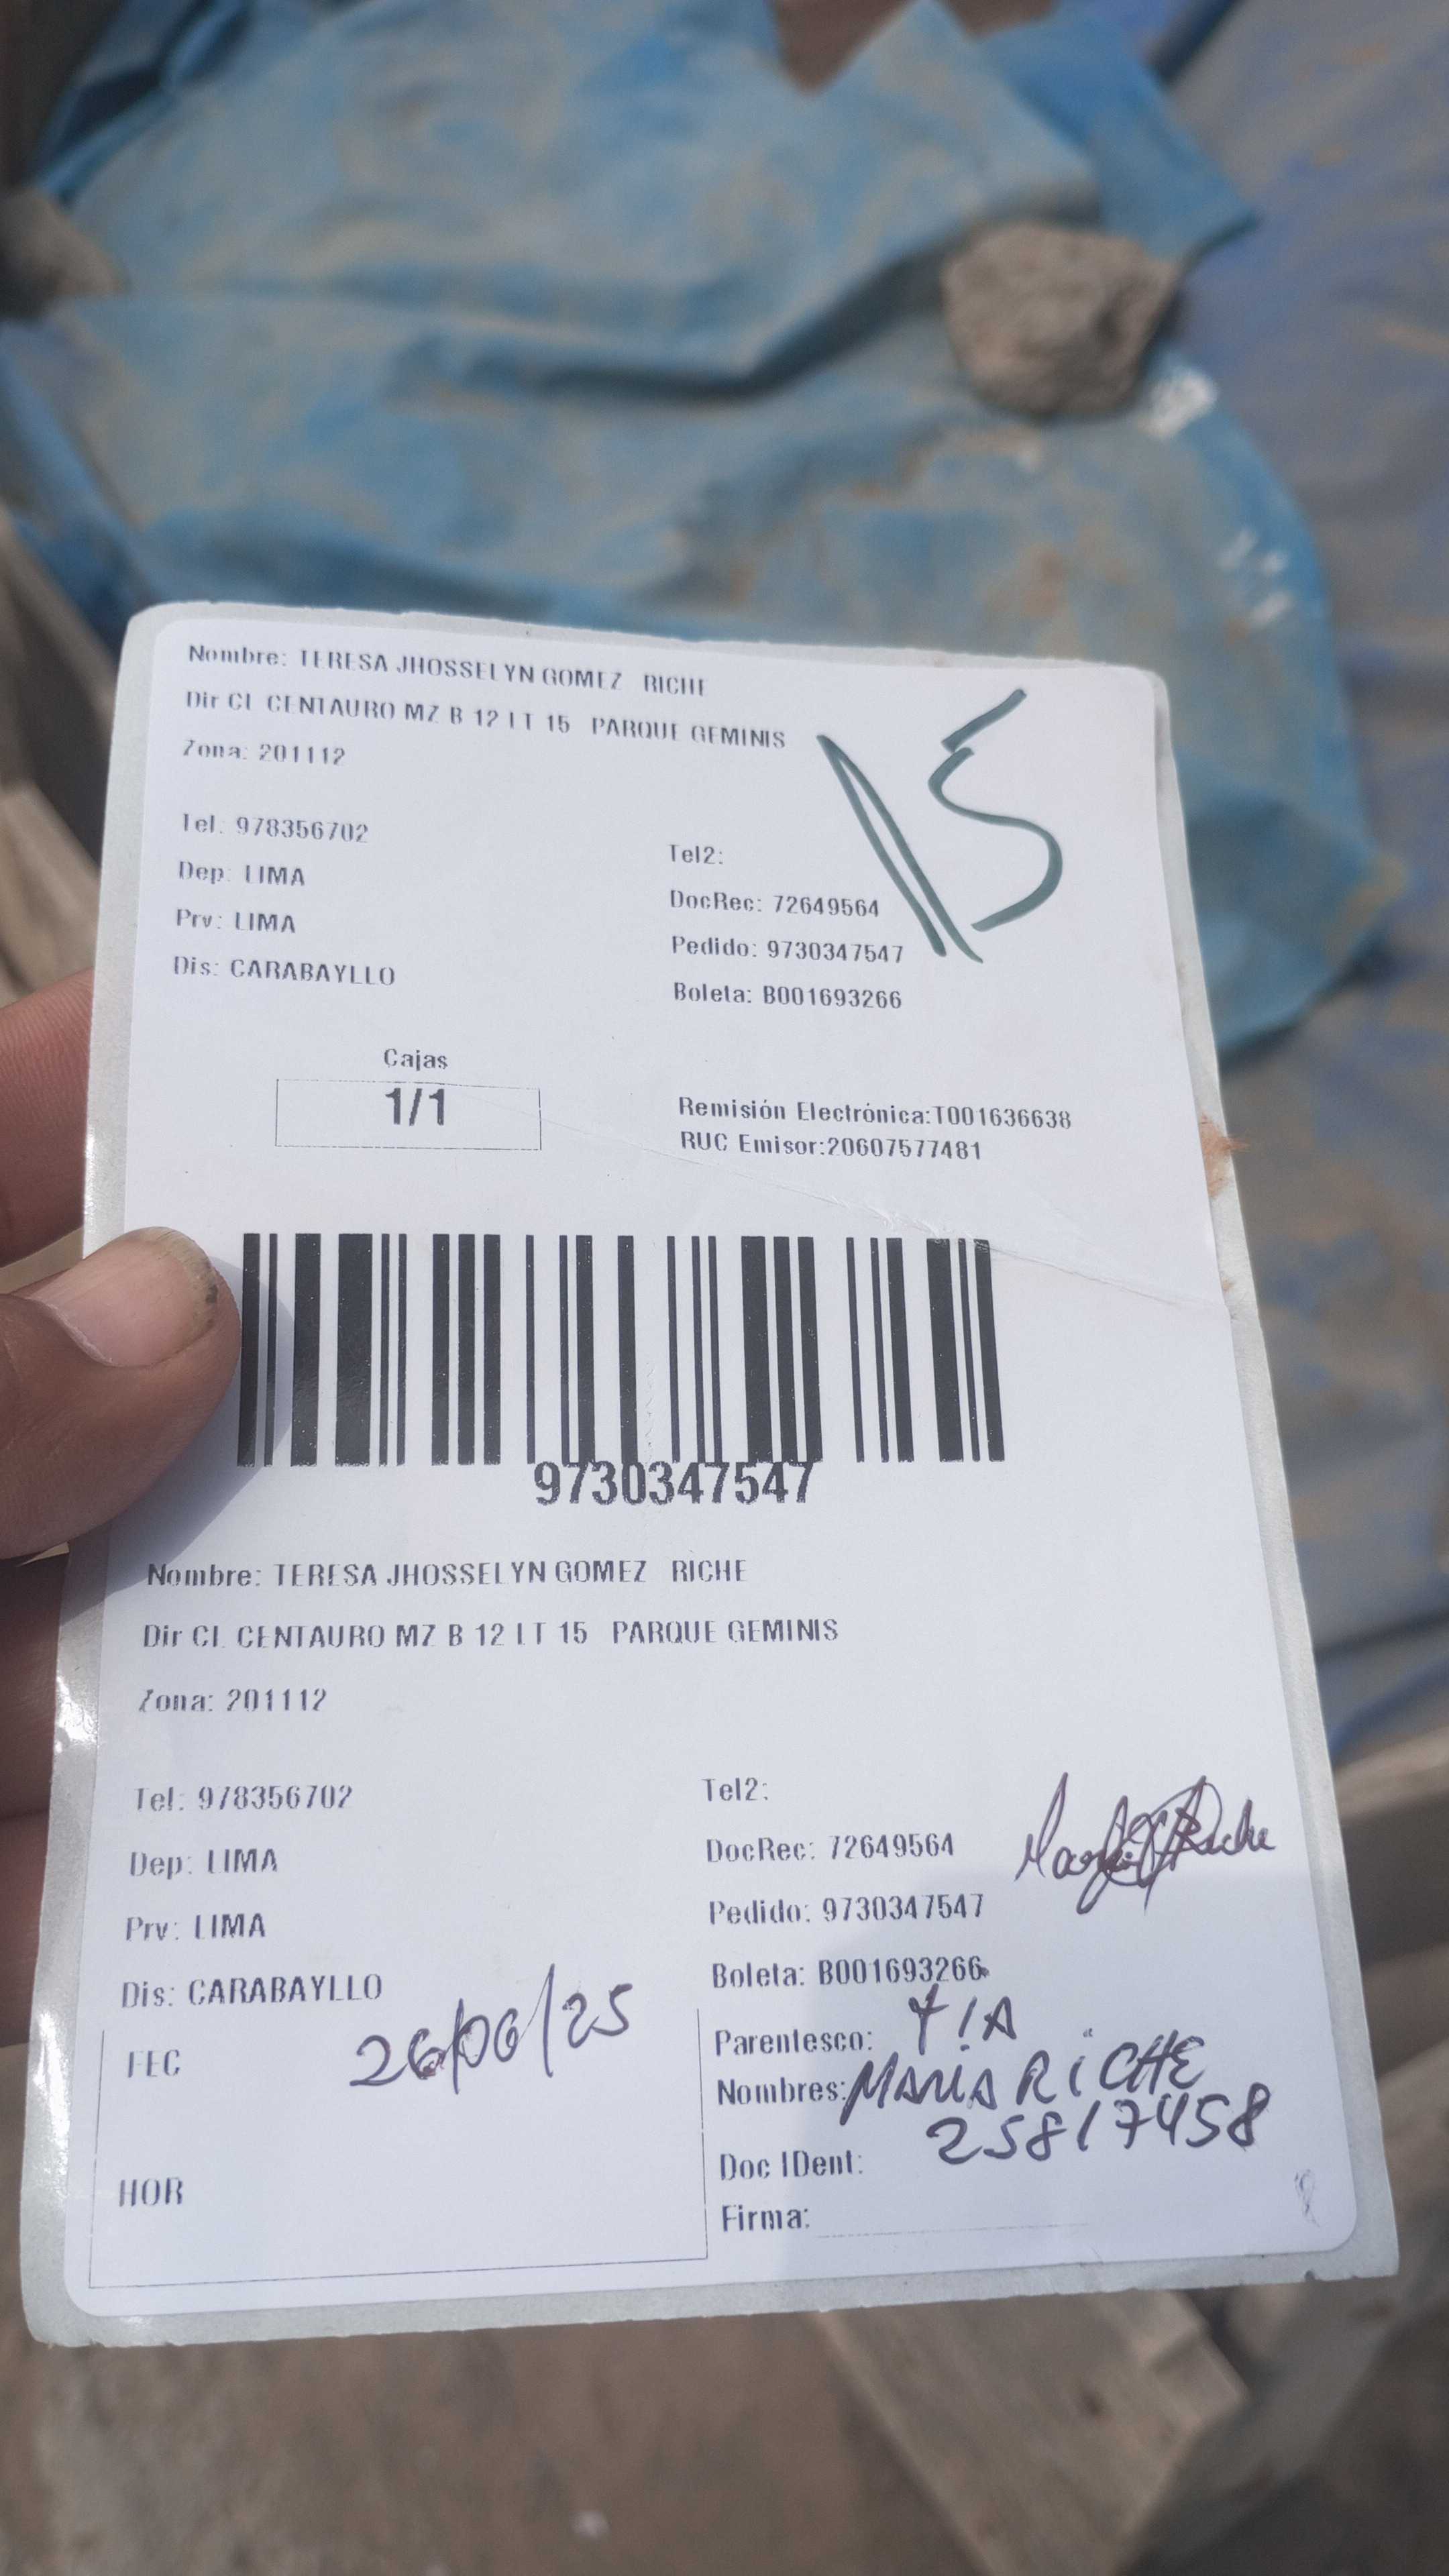 Nombre: TERESA JHOSSELYN GOMEZ RICHE
Dir CL CENTAURO MZ B 12 LT 15 PARQUE GEMINIS
Zona: 201112
Tel: 978356702
Tel2:
Dep: LIMA
DocRec: 72649564
Prv: LIMA
Pedido: 9730347547
Dis: CARABAYLLO
Boleta: B001693266
15
Cajas
1/1
Remisión Electrónica:T001636638
RUC Emisor:20607577481
9730347547
Nombre: TERESA JHOSSELYN GOMEZ RICHE
Dir CL CENTAURO MZ B 12 LT 15 PARQUE GEMINIS
Zona: 201112
Tel: 978356702
Tel2:
Dep: LIMA
DocRec: 72649564
Prv: LIMA
Pedido: 9730347547
Dis: CARABAYLLO
Boleta: B001693266
FEC 26/06/25
Parentesco: TIA
Nombres: MARIA RICHE
25817458
Doc IDent:
HOR
Firma: